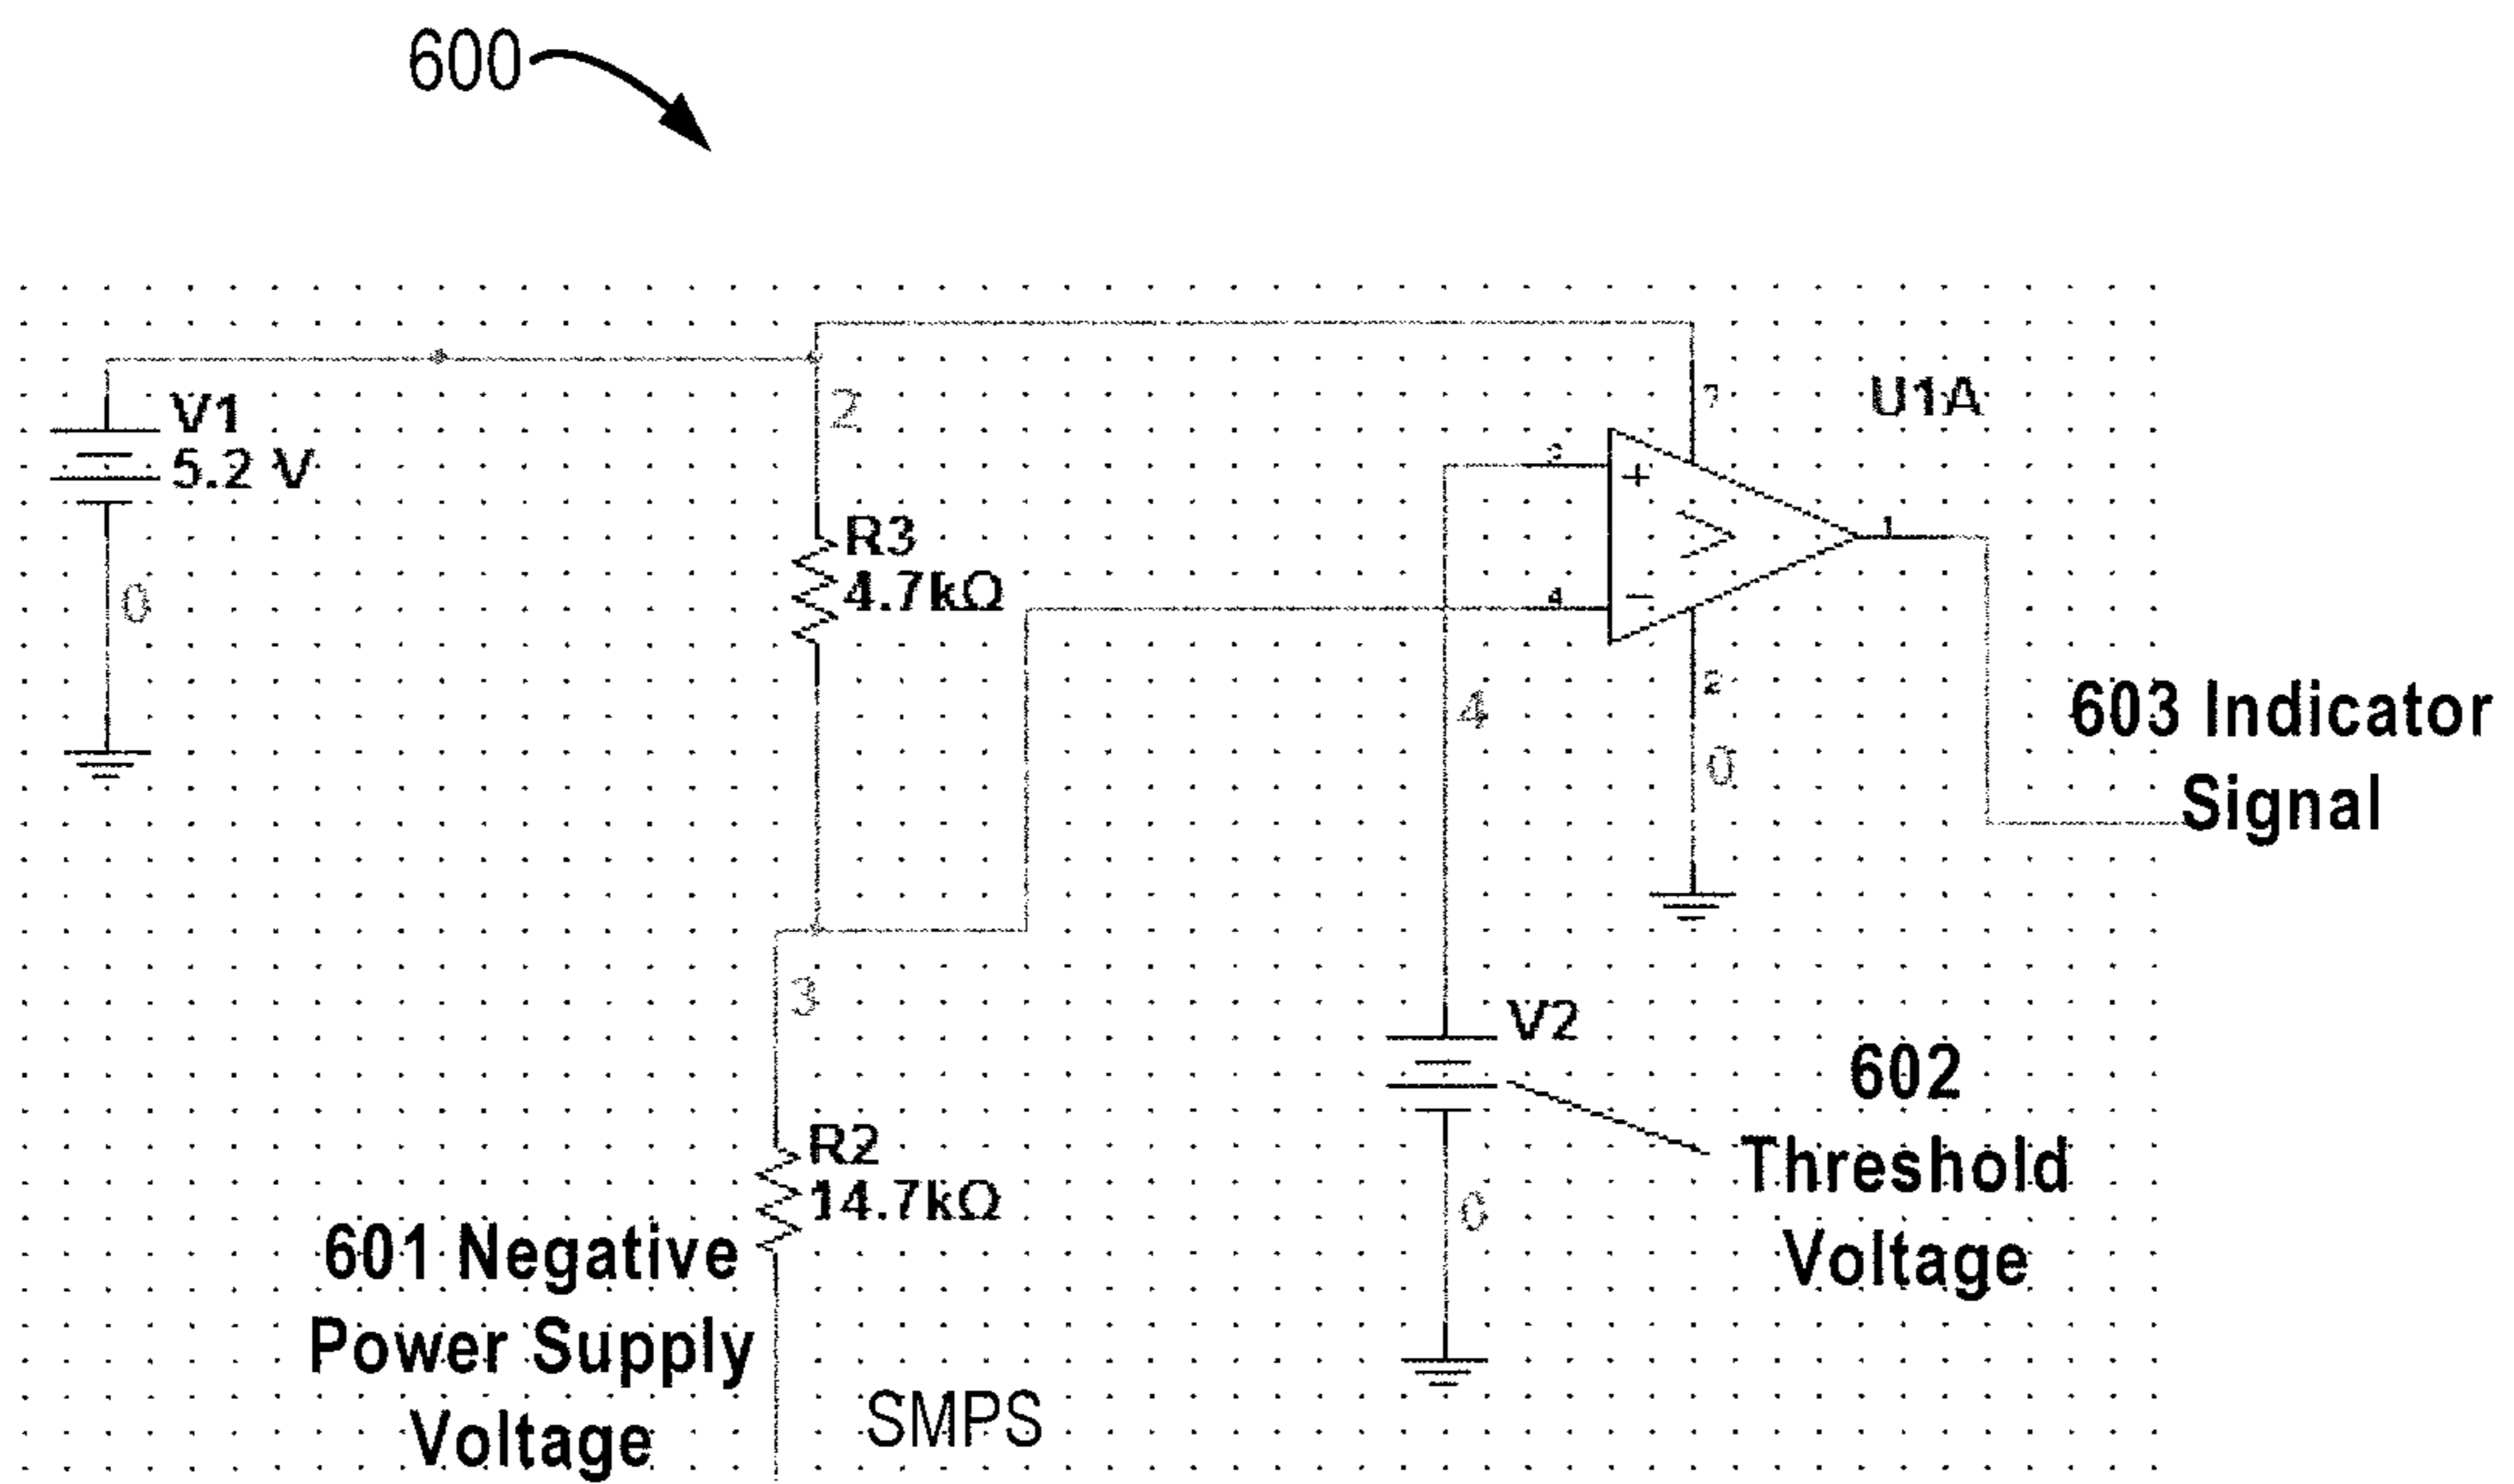 600
V1
5.2 V
0
2
R3
4.7kΩ
3
+
4
−
7
U1A
1
2
0
4
603 Indicator
Signal
3
R2
14.7kΩ
601 Negative
Power Supply
Voltage
SMPS
V2
0
602
Threshold
Voltage